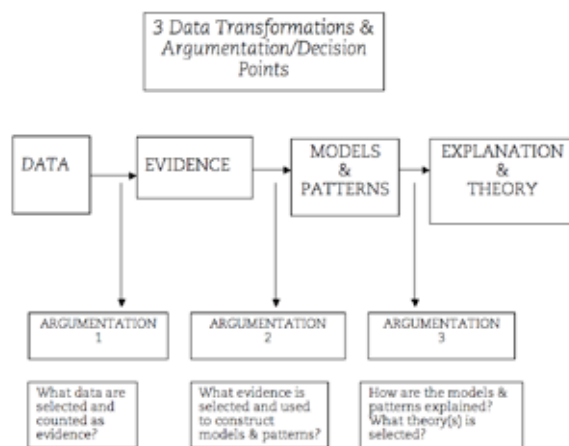 3 Data Transformations &
Argumentation/Decision
Points
DATA
EVIDENCE
MODELS
&
PATTERNS
EXPLANATION
&
THEORY
ARGUMENTATION
1
ARGUMENTATION
2
ARGUMENTATION
3
What data are
selected and
counted as
evidence?
What evidence is
selected and used
to construct
models & patterns?
How are the models &
patterns explained?
What theory(s) is
selected?